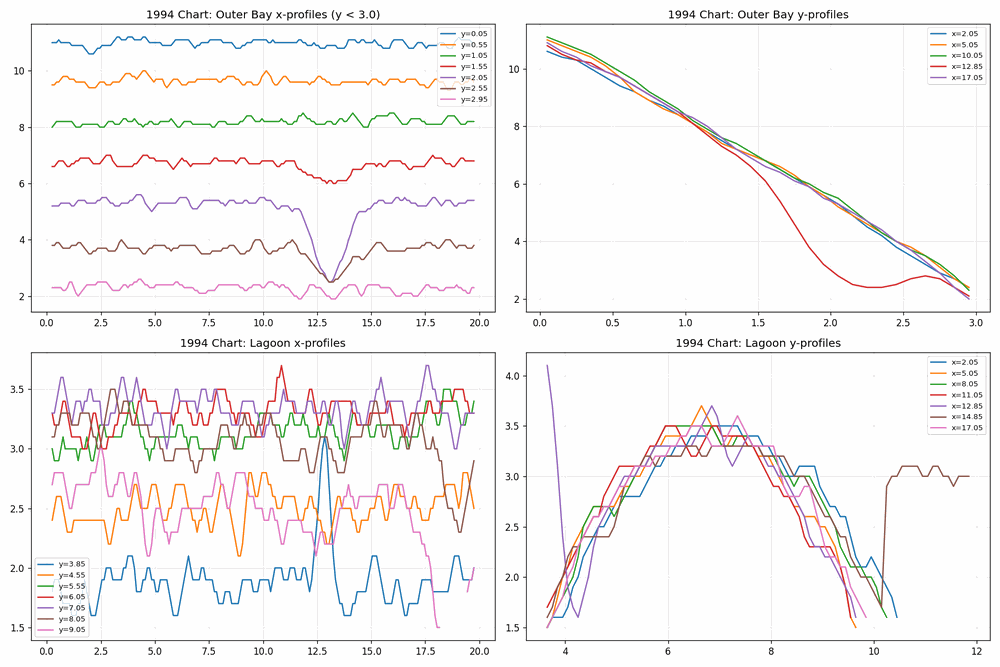 1994 Chart: Outer Bay x-profiles (y < 3.0)
y=0.05
y=0.55
y=1.05
y=1.55
y=2.05
y=2.55
y=2.95
10
8
6
4
2
0.0 2.5 5.0 7.5 10.0 12.5 15.0 17.5 20.0
1994 Chart: Outer Bay y-profiles
x=2.05
x=5.05
x=10.05
x=12.85
x=17.05
10
8
6
4
2
0.0 0.5 1.0 1.5 2.0 2.5 3.0
1994 Chart: Lagoon x-profiles
3.5
3.0
2.5
2.0
1.5
y=3.85
y=4.55
y=5.55
y=6.05
y=7.05
y=8.05
y=9.05
0.0 2.5 5.0 7.5 10.0 12.5 15.0 17.5 20.0
1994 Chart: Lagoon y-profiles
x=2.05
x=5.05
x=8.05
x=11.05
x=12.85
x=14.85
x=17.05
4.0
3.5
3.0
2.5
2.0
1.5
4 6 8 10 12